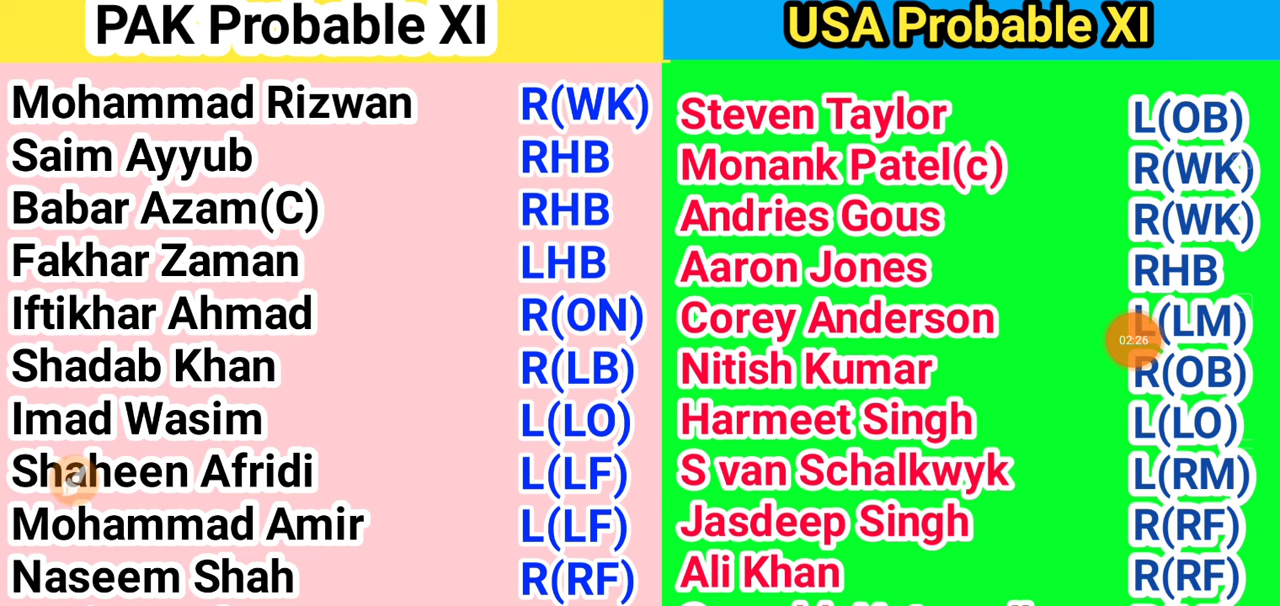 PAK Probable XI
USA Probable XI
Mohammad Rizwan R(WK)
Saim Ayyub RHB
Babar Azam(C) RHB
Fakhar Zaman LHB
Iftikhar Ahmad R(ON)
Shadab Khan R(LB)
Imad Wasim L(LO)
Shaheen Afridi L(LF)
Mohammad Amir L(LF)
Naseem Shah R(RF)
Steven Taylor L(OB)
Monank Patel(c) R(WK)
Andries Gous R(WK)
Aaron Jones RHB
Corey Anderson L(LM)
02:26
Nitish Kumar R(OB)
Harmeet Singh L(LO)
S van Schalkwyk L(RM)
Jasdeep Singh R(RF)
Ali Khan R(RF)